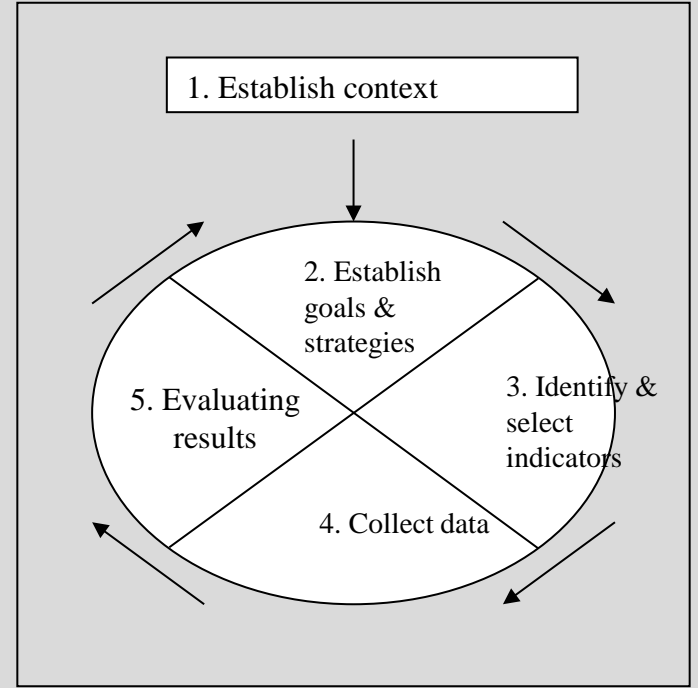 1. Establish context
2. Establish
goals &
strategies
3. Identify &
select
indicators
4. Collect data
5. Evaluating
results